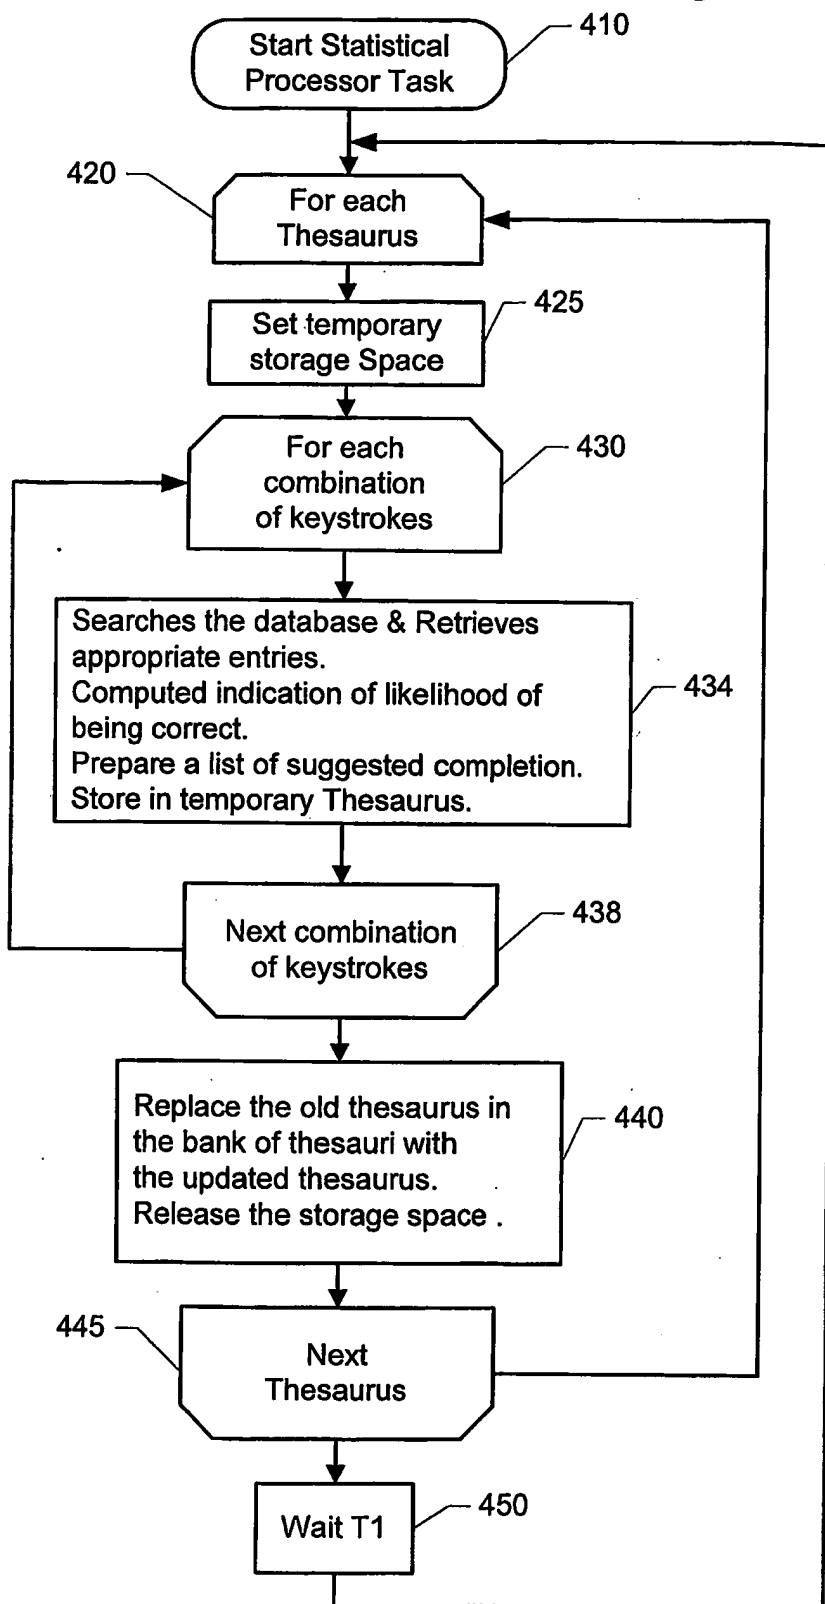 Start Statistical
Processor Task
410
420
For each
Thesaurus
425
Set temporary
storage Space
430
For each
combination
of keystrokes
434
Searches the database & Retrieves
appropriate entries.
Computed indication of likelihood of
being correct.
Prepare a list of suggested completion.
Store in temporary Thesaurus.
438
Next combination
of keystrokes
440
Replace the old thesaurus in
the bank of thesauri with
the updated thesaurus.
Release the storage space .
445
Next
Thesaurus
450
Wait T1